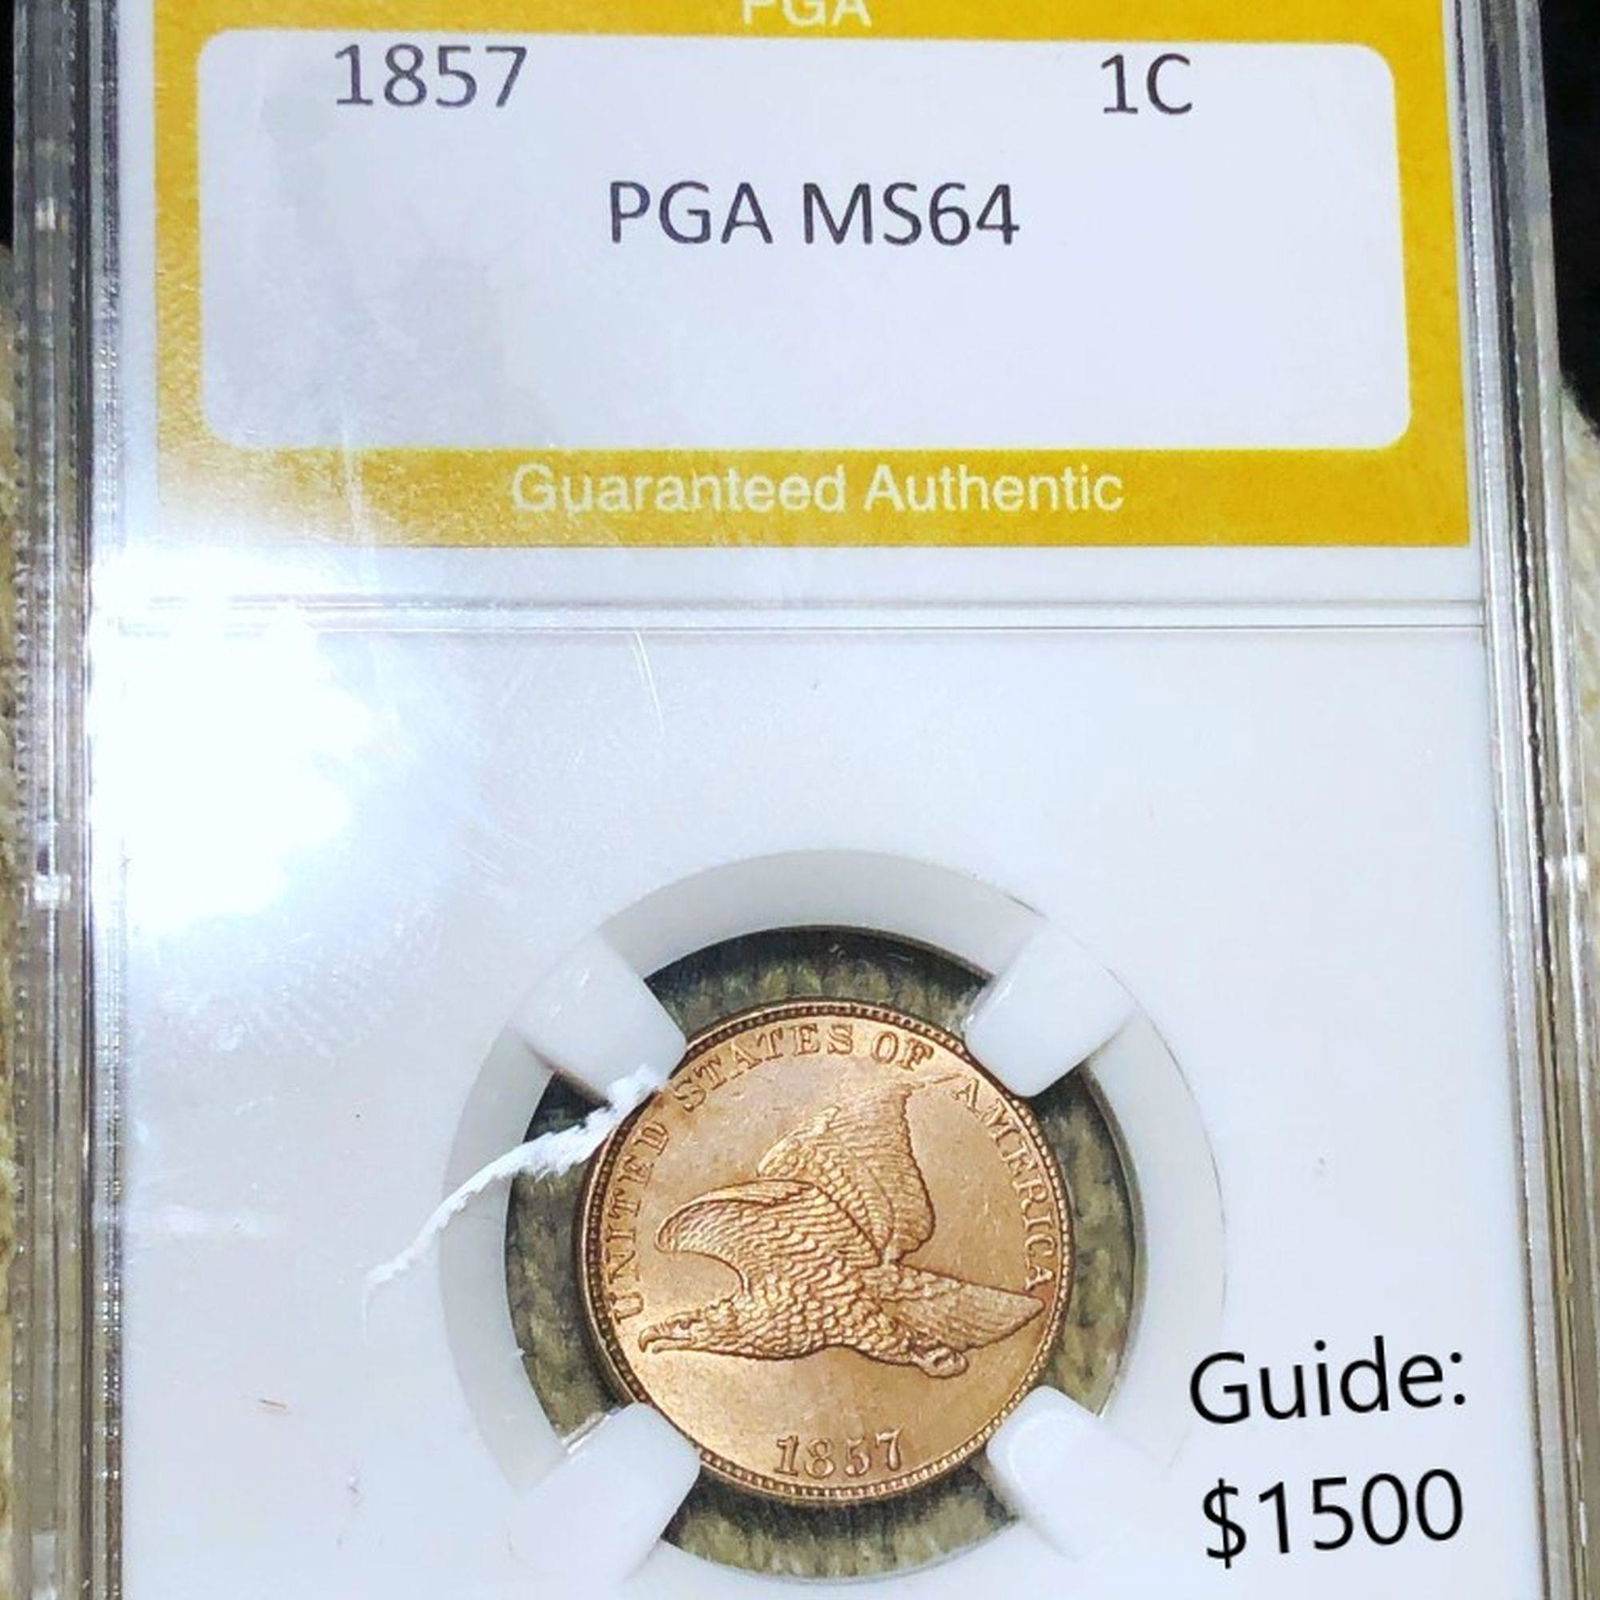 PGA
1857 1C
PGA MS64
Guaranteed Authentic
UNITED STATES OF AMERICA
1857
Guide:
$1500